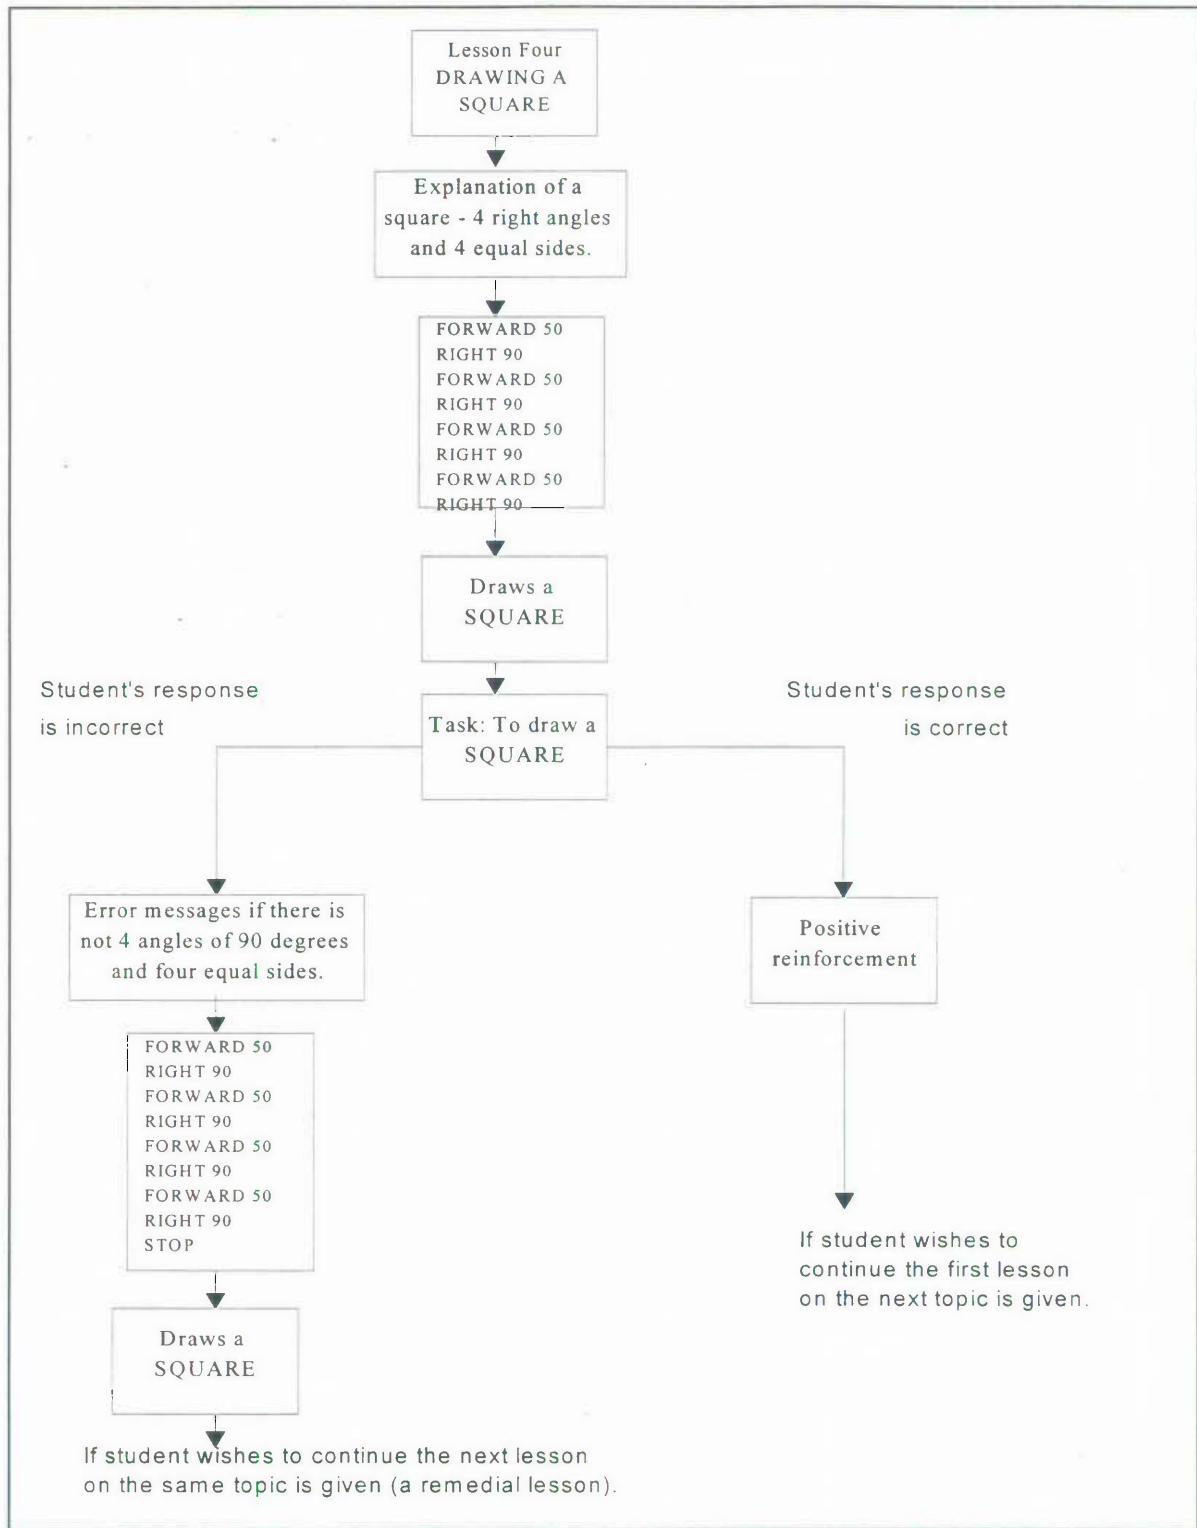 Lesson Four
DRAWING A
SQUARE
Explanation of a
square - 4 right angles
and 4 equal sides.
FORWARD 50
RIGHT 90
FORWARD 50
RIGHT 90
FORWARD 50
RIGHT 90
FORWARD 50
RIGHT 90
Draws a
SQUARE
Task: To draw a
SQUARE
Student's response
is incorrect
Error messages if there is
not 4 angles of 90 degrees
and four equal sides.
FORWARD 50
RIGHT 90
FORWARD 50
RIGHT 90
FORWARD 50
RIGHT 90
FORWARD 50
RIGHT 90
STOP
Draws a
SQUARE
If student wishes to continue the next lesson
on the same topic is given (a remedial lesson).
Student's response
is correct
Positive
reinforcement
If student wishes to
continue the first lesson
on the next topic is given.